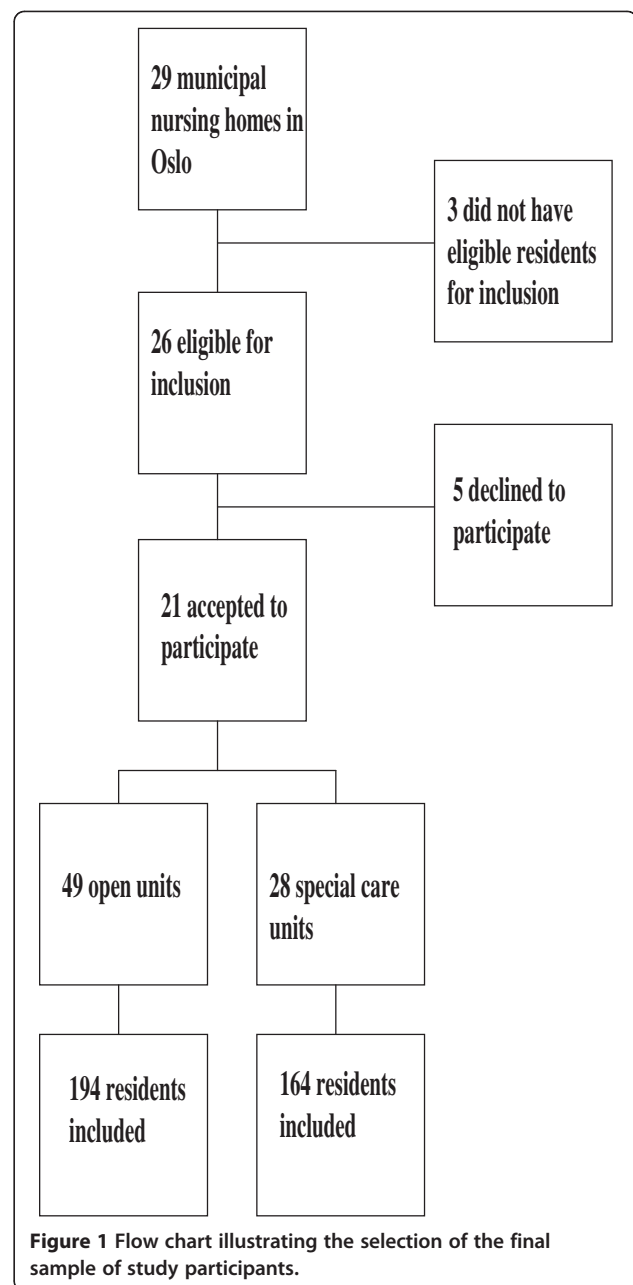 29 municipal
nursing homes in
Oslo
3 did not have
eligible residents
for inclusion
26 eligible for
inclusion
5 declined to
participate
21 accepted to
participate
49 open units
28 special care
units
194 residents
included
164 residents
included
Figure 1 Flow chart illustrating the selection of the final
sample of study participants.